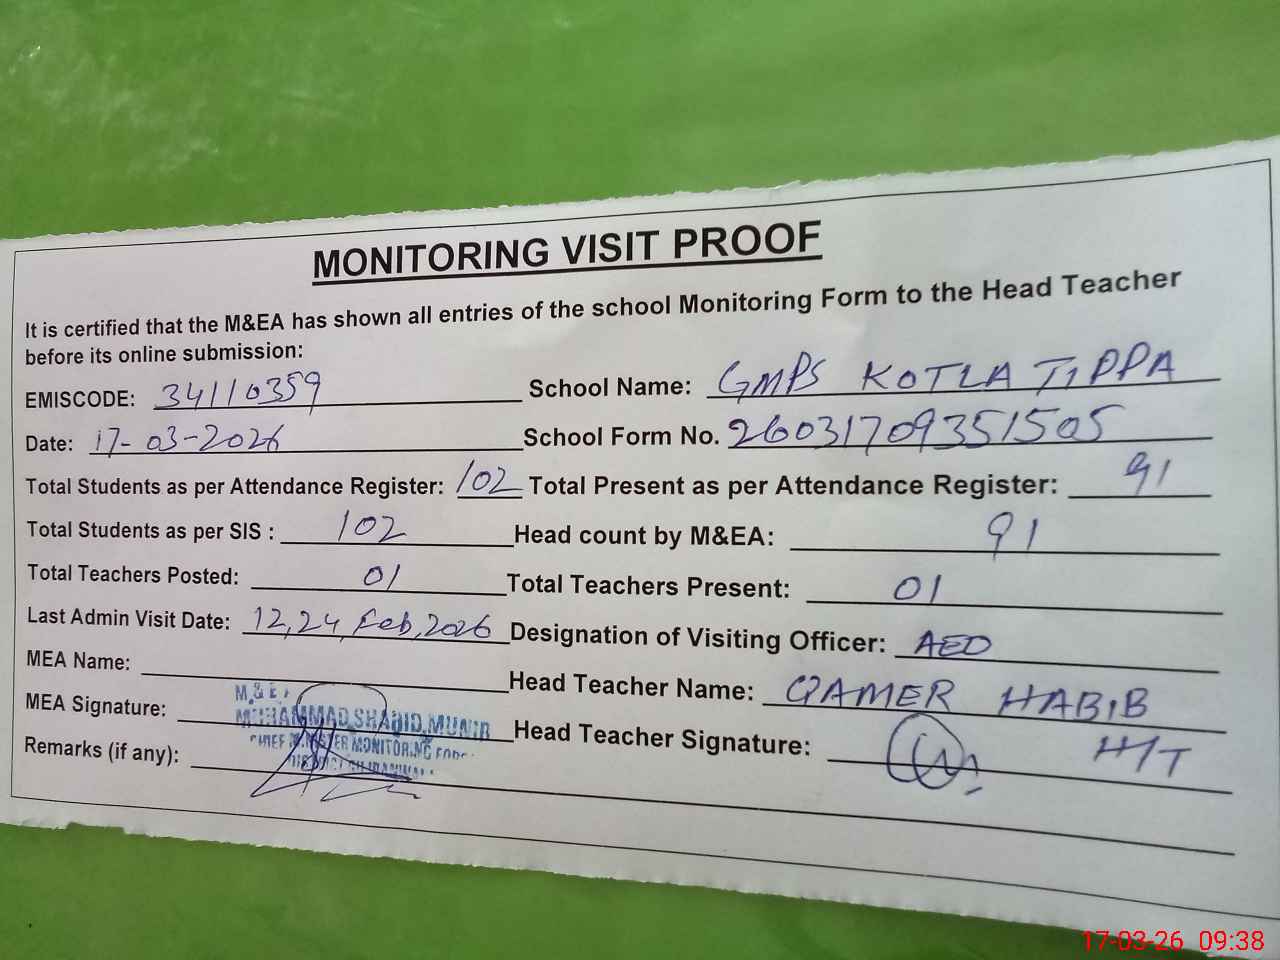 MONITORING VISIT PROOF
It is certified that the M&EA has shown all entries of the school Monitoring Form to the Head Teacher
before its online submission:
EMISCODE: 34110359 School Name: GMPS KOTLA TIPPA
Date: 17-03-2026 School Form No. 26031709351505
Total Students as per Attendance Register: 102 Total Present as per Attendance Register: 91
Total Students as per SIS : 102 Head count by M&EA: 91
Total Teachers Posted: 01 Total Teachers Present: 01
Last Admin Visit Date: 12,24, Feb, 2026 Designation of Visiting Officer: AEO
MEA Name: Head Teacher Name: QAMER HABIB
M&E
MEA Signature: MUHAMMAD SHAHID MUNIR Head Teacher Signature: H/T
CHIEF MINISTER MONITORING FORCE
Remarks (if any): DISTRICT
17-03-26 09:38